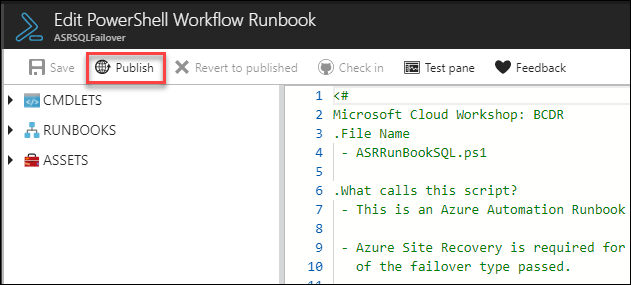 Edit PowerShell Workflow Runbook
ASRSQLFailover
Save Publish Revert to published Check in Test pane Feedback
CMDLETS
RUNBOOKS
ASSETS
1 <#
2 Microsoft Cloud Workshop: BCDR
3 .File Name
4 - ASRRunBookSQL.ps1
5
6 .What calls this script?
7 - This is an Azure Automation Runbook
8
9 - Azure Site Recovery is required for
10 of the failover type passed.